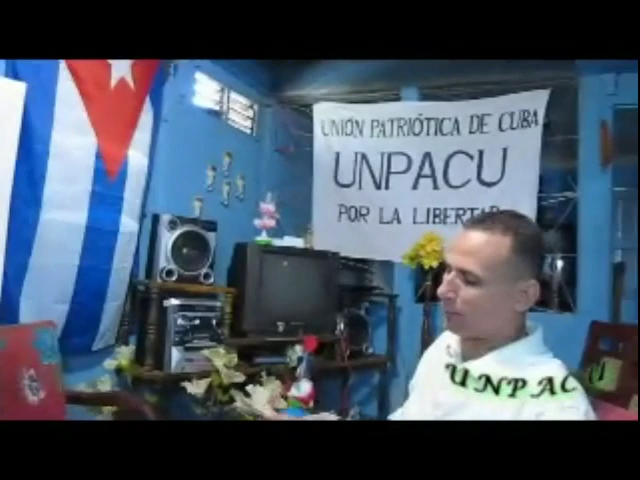 UNIÓN PATRIÓTICA DE CUBA
UNPACU
POR LA LIBERTAD
UNPACU